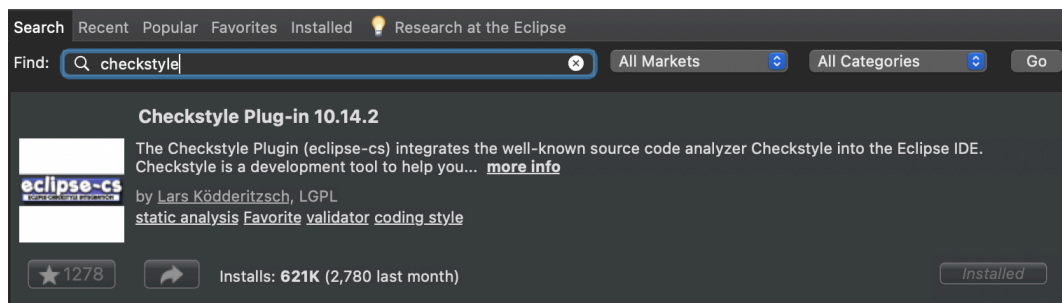 Search Recent Popular Favorites Installed Research at the Eclipse
Find: checkstyle All Markets All Categories Go
Checkstyle Plug-in 10.14.2
The Checkstyle Plugin (eclipse-cs) integrates the well-known source code analyzer Checkstyle into the Eclipse IDE.
Checkstyle is a development tool to help you... more info
eclipse-cs
by Lars Ködderitzsch, LGPL
static analysis Favorite validator coding style
1278 Installs: 621K (2,780 last month) Installed